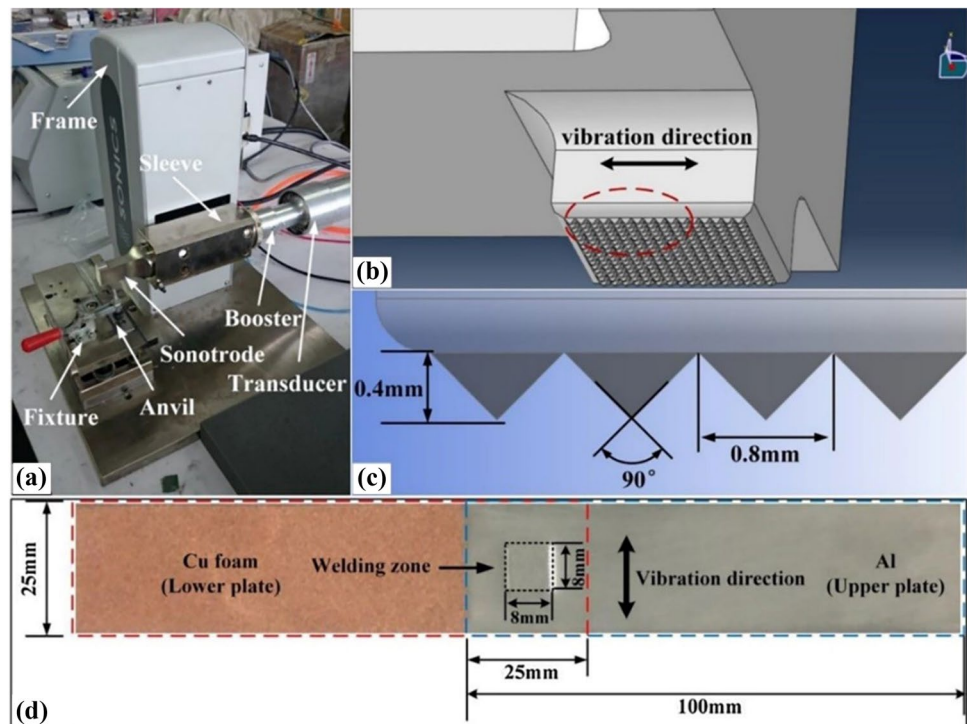 Frame
SONICS
Sleeve
Booster
Sonotrode
Transducer
Fixture
Anvil
(a)
vibration direction
(b)
0.4mm
90°
0.8mm
(c)
25mm
Cu foam
(Lower plate)
Welding zone
8mm
8mm
Vibration direction
Al
(Upper plate)
25mm
100mm
(d)